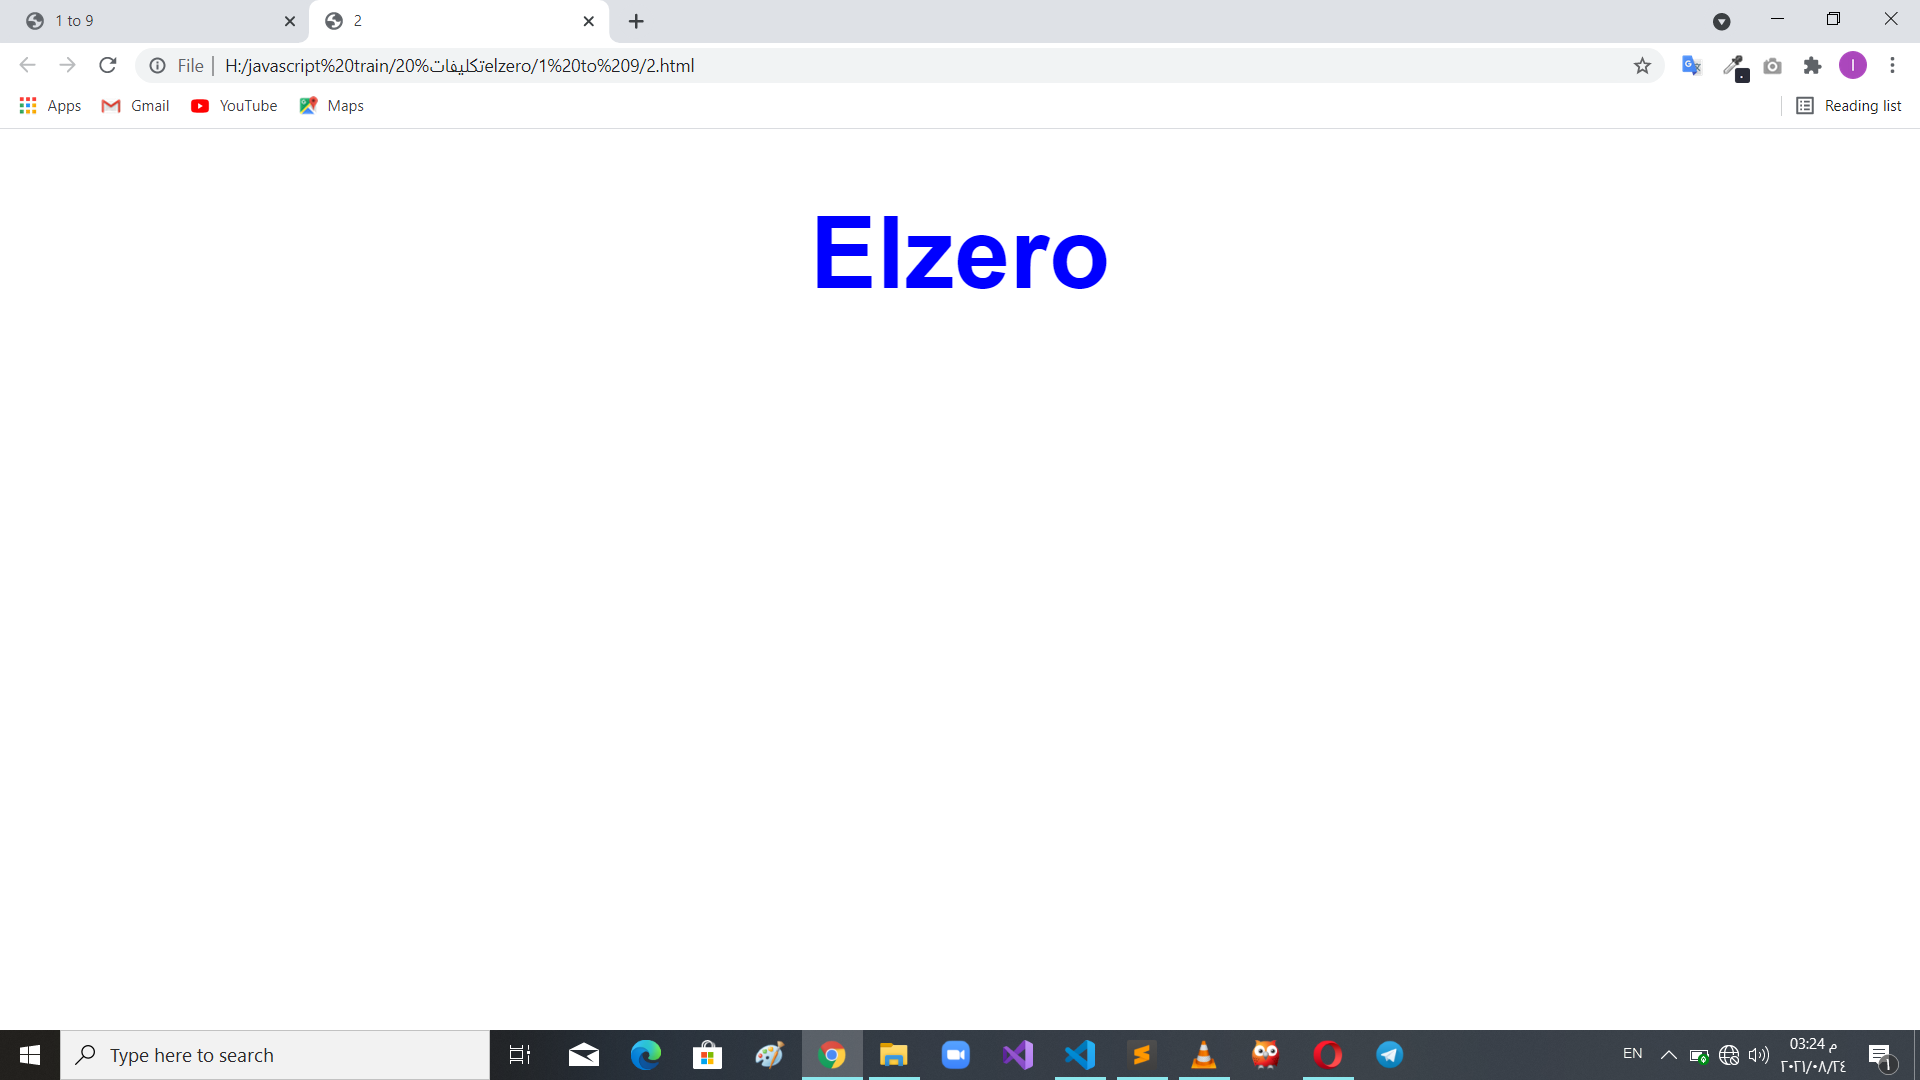 1 to 9
2
File
H:/javascript%20train/20%تكليفاتelzero/1%20to%209/2.html
I
Apps
Gmail
YouTube
Maps
Reading list
Elzero
Type here to search
EN
03:24 م
٢٠٢١/٠٨/٢٤
١